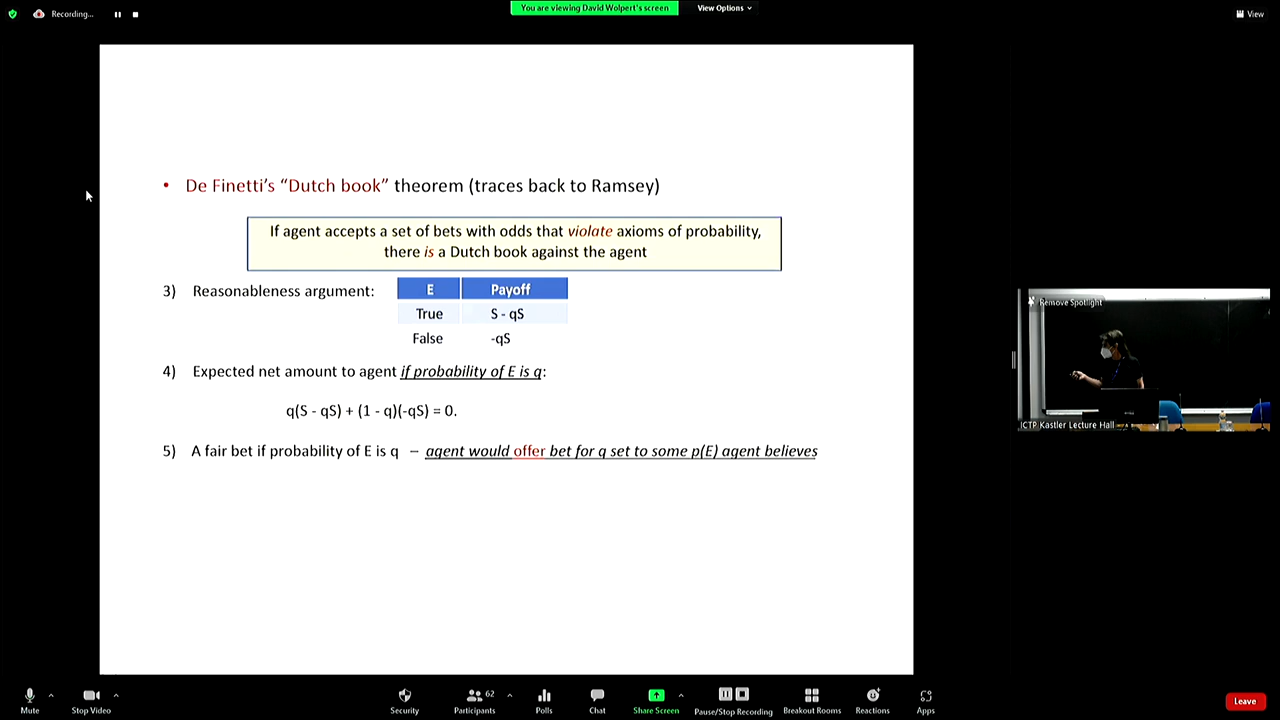 Recording...
You are viewing David Wolpert's screen
View Options
View
• De Finetti's "Dutch book" theorem (traces back to Ramsey)
If agent accepts a set of bets with odds that violate axioms of probability,
there is a Dutch book against the agent
3) Reasonableness argument:
E Payoff
True S - qS
False -qS
4) Expected net amount to agent if probability of E is q:
q(S - qS) + (1 - q)(-qS) = 0.
5) A fair bet if probability of E is q – agent would offer bet for q set to some p(E) agent believes
Remove Spotlight
ICTP Kastler Lecture Hall
Mute
Stop Video
Security
Participants 62
Polls
Chat
Share Screen
Pause/Stop Recording
Breakout Rooms
Reactions
Apps
Leave